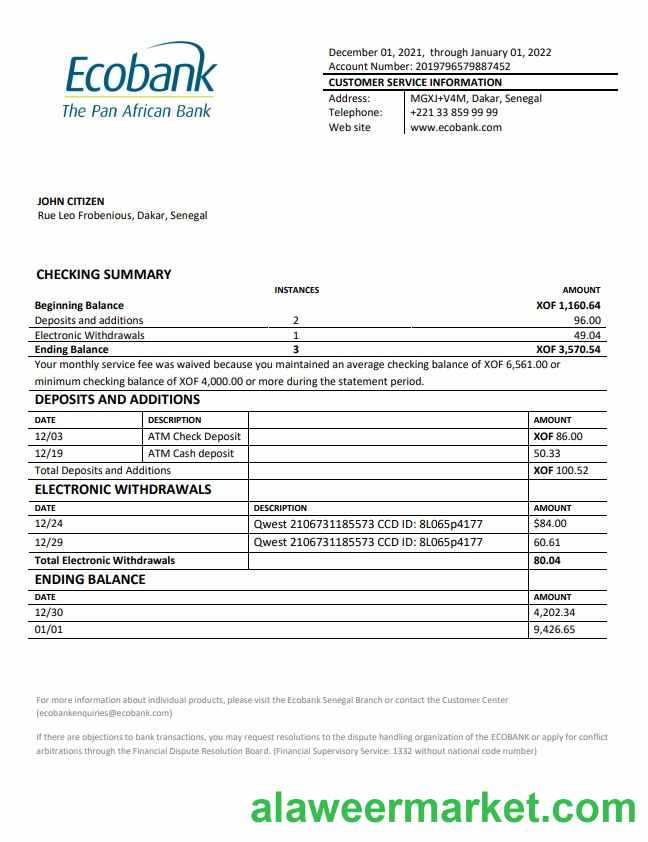 Ecobank
The Pan African Bank
December 01, 2021, through January 01, 2022
Account Number: 2019796579887452
CUSTOMER SERVICE INFORMATION
Address: MGXJ+V4M, Dakar, Senegal
Telephone: +221 33 859 99 99
Web site www.ecobank.com
JOHN CITIZEN
Rue Leo Frobenious, Dakar, Senegal
CHECKING SUMMARY
INSTANCES AMOUNT
Beginning Balance XOF 1,160.64
Deposits and additions 2 96.00
Electronic Withdrawals 1 49.04
Ending Balance 3 XOF 3,570.54
Your monthly service fee was waived because you maintained an average checking balance of XOF 6,561.00 or
minimum checking balance of XOF 4,000.00 or more during the statement period.
DEPOSITS AND ADDITIONS
DATE DESCRIPTION AMOUNT
12/03 ATM Check Deposit XOF 86.00
12/19 ATM Cash deposit 50.33
Total Deposits and Additions XOF 100.52
ELECTRONIC WITHDRAWALS
DATE DESCRIPTION AMOUNT
12/24 Qwest 2106731185573 CCD ID: 8L065p4177 $84.00
12/29 Qwest 2106731185573 CCD ID: 8L065p4177 60.61
Total Electronic Withdrawals 80.04
ENDING BALANCE
DATE AMOUNT
12/30 4,202.34
01/01 9,426.65
For more information about individual products, please visit the Ecobank Senegal Branch or contact the Customer Center
(ecobankenquiries@ecobank.com)
If there are objections to bank transactions, you may request resolutions to the dispute handling organization of the ECOBANK or apply for conflict
arbitrations through the Financial Dispute Resolution Board. (Financial Supervisory Service: 1332 without national code number)
alaweermarket.com